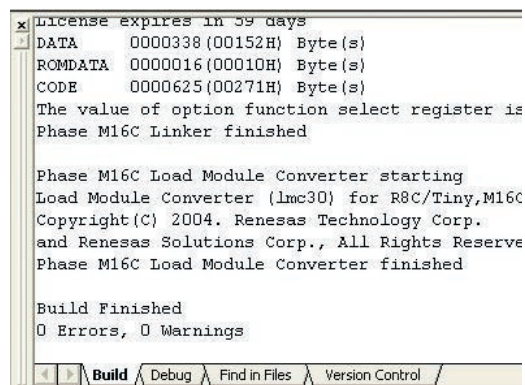 License expires in 59 days
DATA 0000338(00152H) Byte(s)
ROMDATA 0000016(00010H) Byte(s)
CODE 0000625(00271H) Byte(s)
The value of option function select register is
Phase M16C Linker finished
Phase M16C Load Module Converter starting
Load Module Converter (lmc30) for R8C/Tiny,M16C
Copyright(C) 2004. Renesas Technology Corp.
and Renesas Solutions Corp., All Rights Reserve
Phase M16C Load Module Converter finished
Build Finished
0 Errors, 0 Warnings
Build Debug Find in Files Version Control